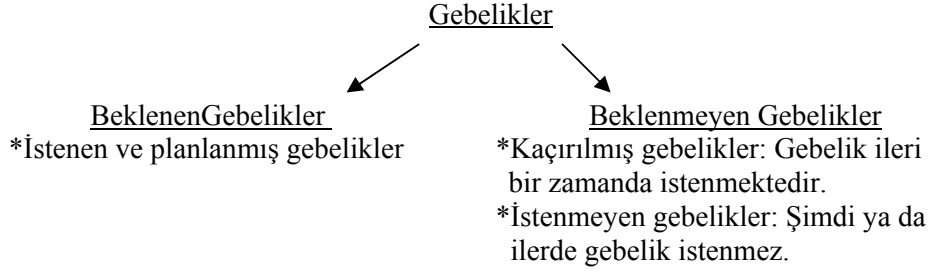 Gebelikler
BeklenenGebelikler
*İstenen ve planlanmış gebelikler
Beklenmeyen Gebelikler
*Kaçırılmış gebelikler: Gebelik ileri
bir zamanda istenmektedir.
*İstenmeyen gebelikler: Şimdi ya da
ilerde gebelik istenmez.